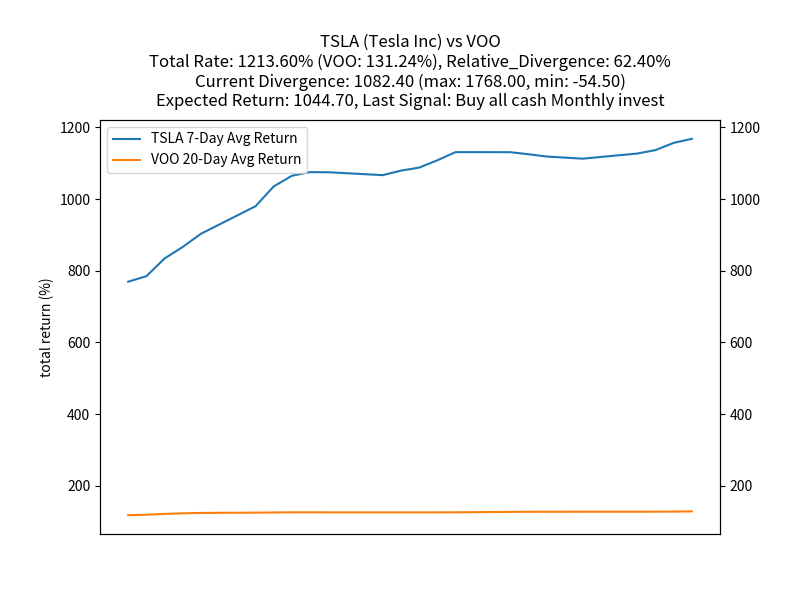 TSLA (Tesla Inc) vs VOO
Total Rate: 1213.60% (VOO: 131.24%), Relative_Divergence: 62.40%
Current Divergence: 1082.40 (max: 1768.00, min: -54.50)
Expected Return: 1044.70, Last Signal: Buy all cash Monthly invest
TSLA 7-Day Avg Return
VOO 20-Day Avg Return
total return (%)
1200
1000
800
600
400
200
1200
1000
800
600
400
200